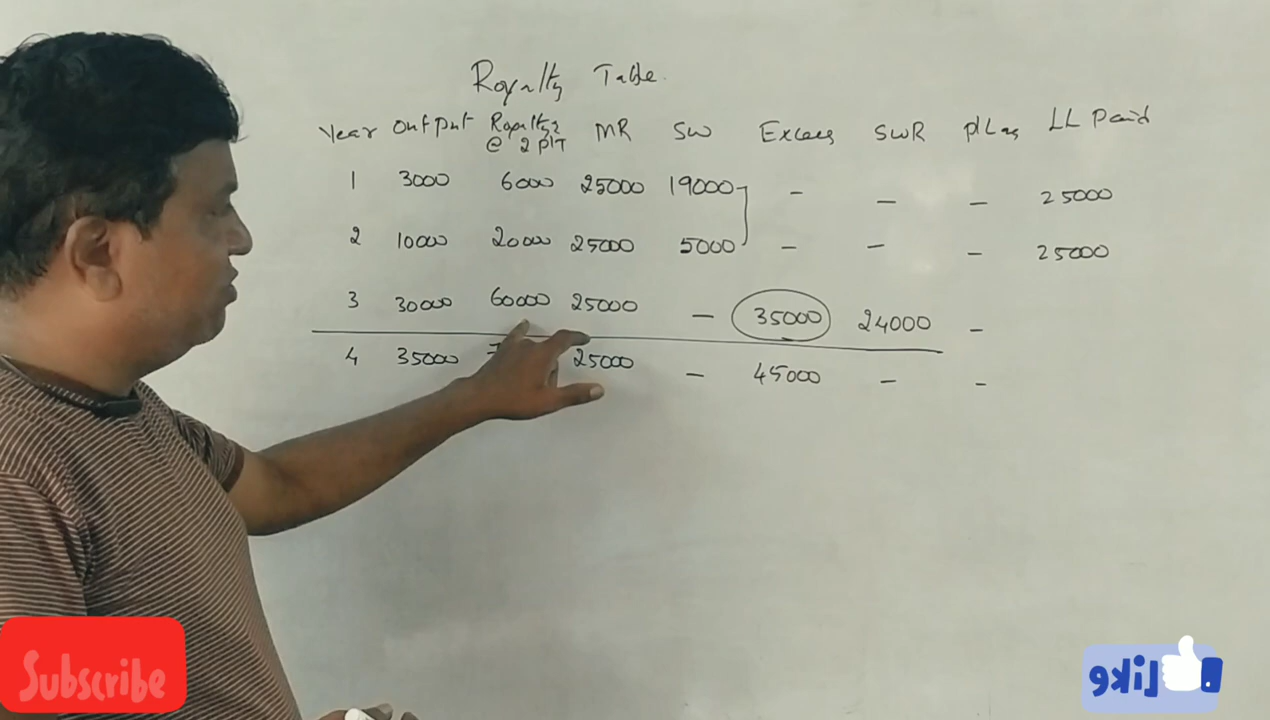 Royalty Table.
Year Output Royalty @ 2 P/T MR SW Excess SWR P/L a/c LL Paid
1 3000 6000 25000 19000 - - - 25000
2 10000 20000 25000 5000 - - - 25000
3 30000 60000 25000 - 35000 24000 -
4 35000 25000 - 45000 - -
Subscribe
Like